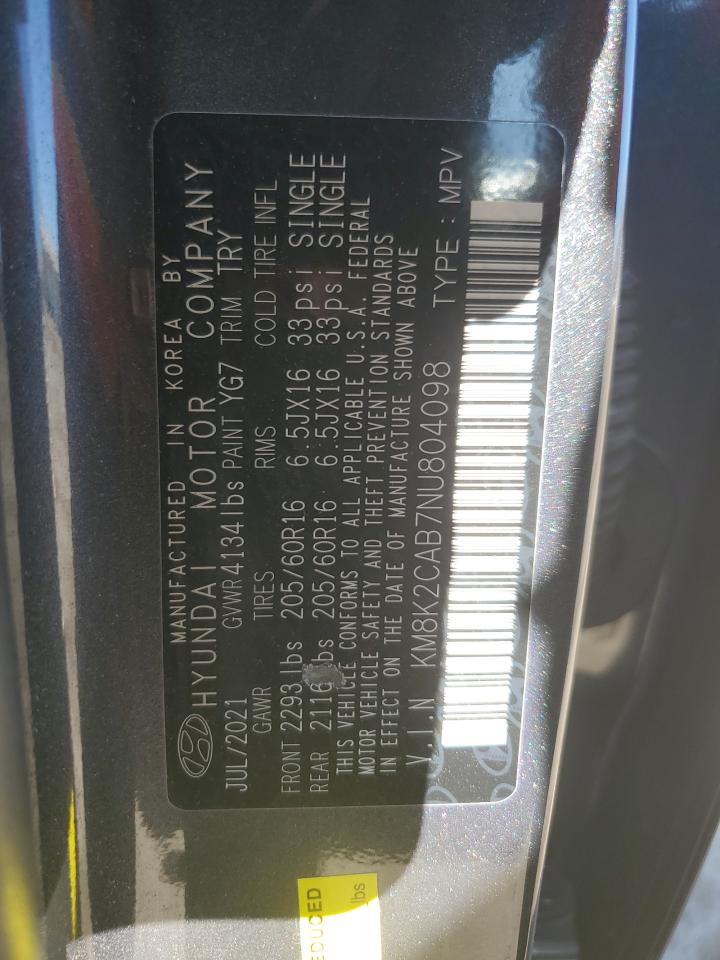 MANUFACTURED IN KOREA BY
HYUNDAI MOTOR COMPANY
JUL/2021 GVWR 4134 lbs PAINT YG7 TRIM TRY
GAWR TIRES RIMS COLD TIRE INFL
FRONT 2293 lbs 205/60R16 6.5JX16 33psi SINGLE
REAR 2116 lbs 205/60R16 6.5JX16 33psi SINGLE
THIS VEHICLE CONFORMS TO ALL APPLICABLE U.S.A. FEDERAL
MOTOR VEHICLE SAFETY AND THEFT PREVENTION STANDARDS
IN EFFECT ON THE DATE OF MANUFACTURE SHOWN ABOVE
V.I.N KM8K2CAB7NU804098 TYPE : MPV
EDUCED
lbs